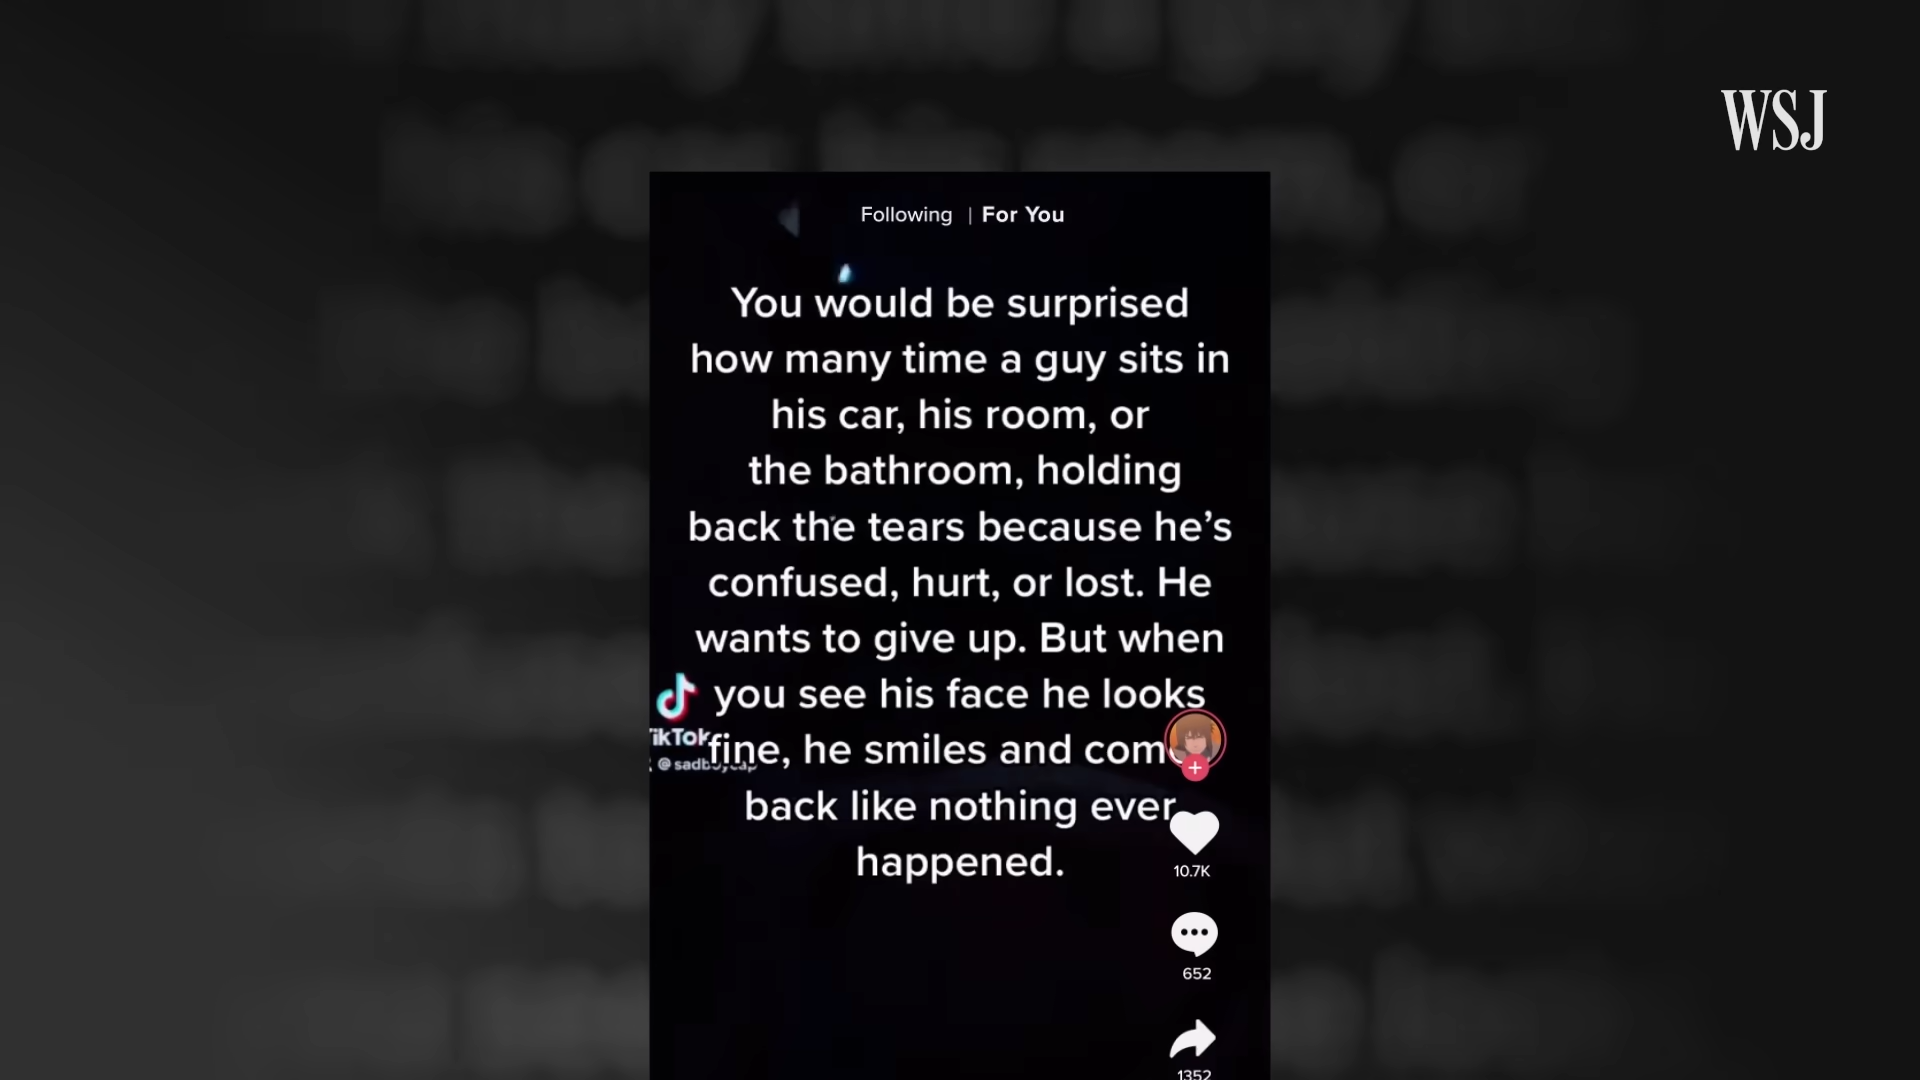 WSJ
Following | For You
You would be surprised
how many time a guy sits in
his car, his room, or
the bathroom, holding
back the tears because he’s
confused, hurt, or lost. He
wants to give up. But when
you see his face he looks
fine, he smiles and com
back like nothing ever
happened.
TikTok
10.7K
652
1352